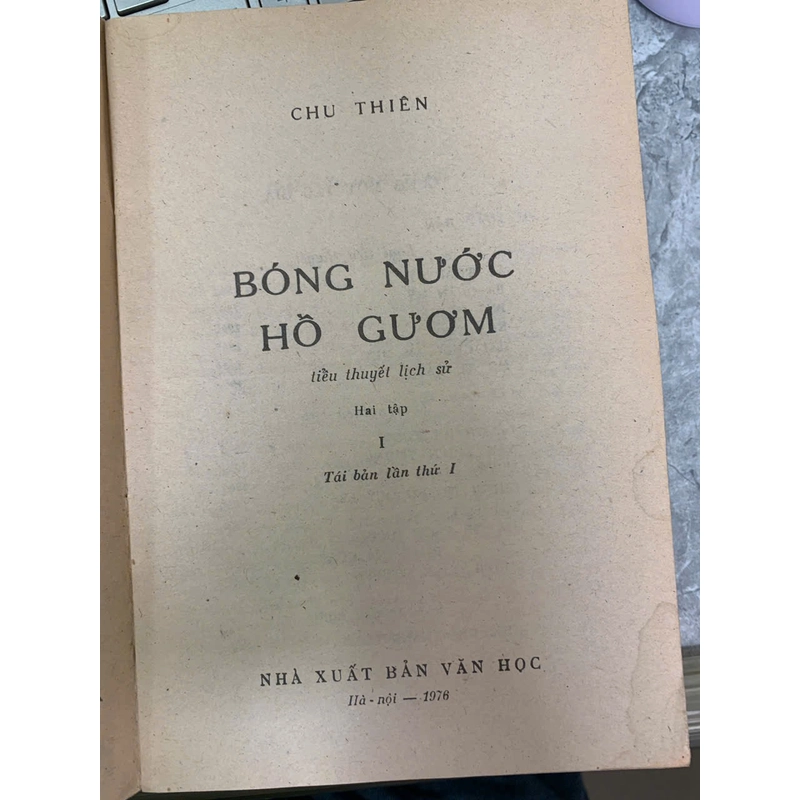 CHU THIÊN
BÓNG NƯỚC
HỒ GƯƠM
tiểu thuyết lịch sử
Hai tập
I
Tái bản lần thứ I
NHÀ XUẤT BẢN VĂN HỌC
Hà-nội — 1976